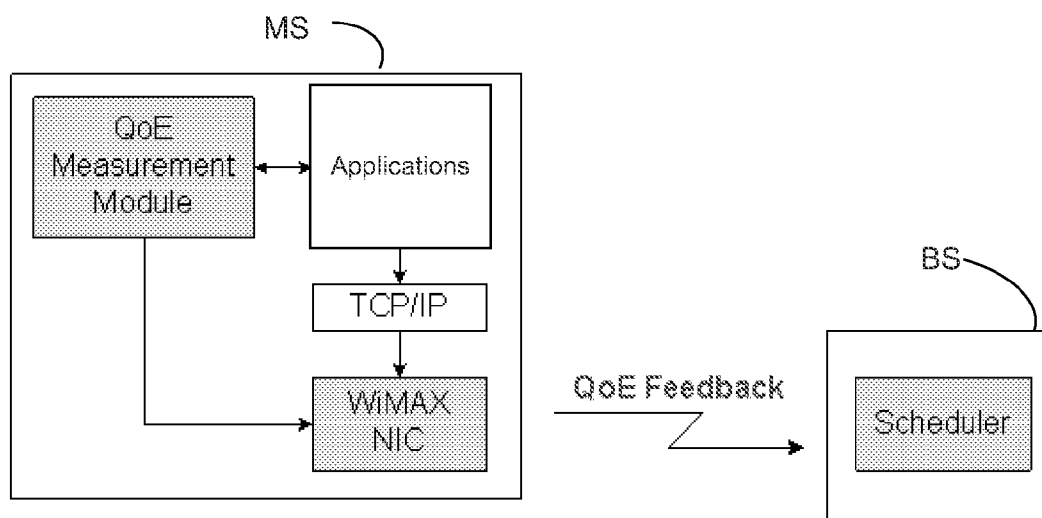 MS
QoE
Measurement
Module
Applications
TCP/IP
WiMAX
NIC
QoE Feedback
BS
Scheduler